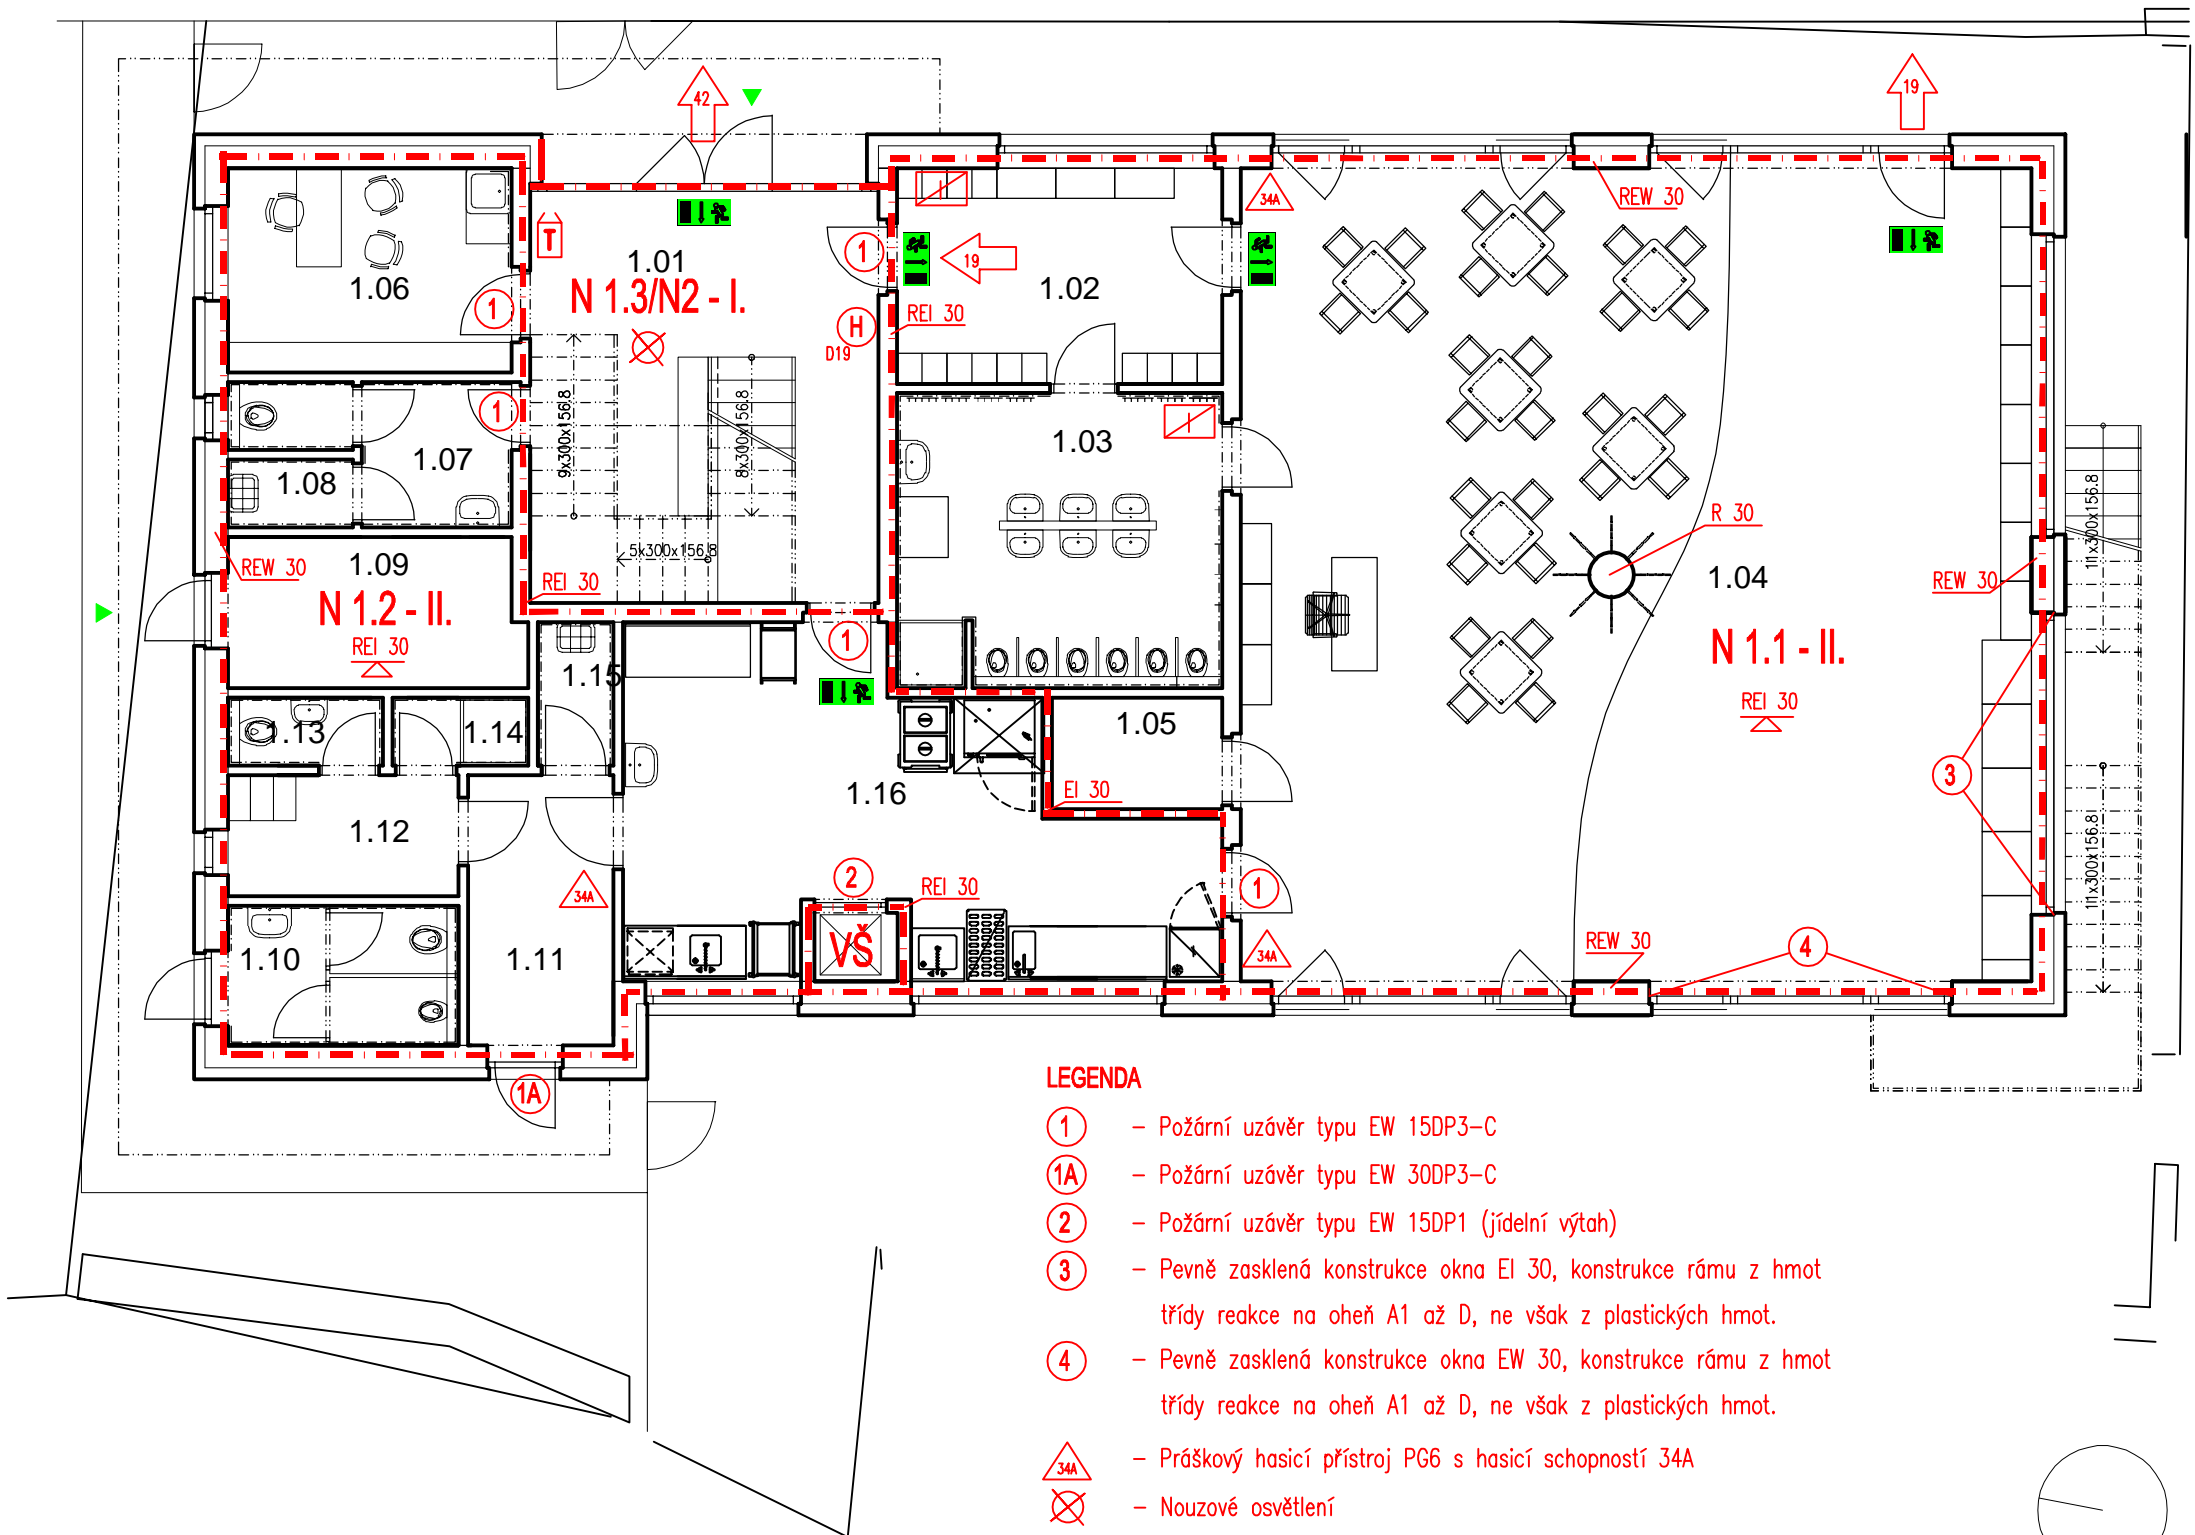 42
19
34A
REW 30
T
1.01
N 1.3/N2 - I.
1
19
1.02
1.06
1
H
D19
REI 30
9x300x156.8
8x300x156.8
5x300x156.8
1
1.03
1.07
1.08
REW 30
1.09
N 1.2 - II.
REI 30
REI 30
1
R 30
1.04
REW 30
N 1.1 - II.
REI 30
11x300x156.8
11x300x156.8
1.15
1.13
1.14
1.05
1.16
EI 30
3
1.12
34A
2
REI 30
1
VŠ
34A
REW 30
4
1.10
1.11
1A
LEGENDA
1 – Požární uzávěr typu EW 15DP3–C
1A – Požární uzávěr typu EW 30DP3–C
2 – Požární uzávěr typu EW 15DP1 (jídelní výtah)
3 – Pevně zasklená konstrukce okna EI 30, konstrukce rámu z hmot
třídy reakce na oheň A1 až D, ne však z plastických hmot.
4 – Pevně zasklená konstrukce okna EW 30, konstrukce rámu z hmot
třídy reakce na oheň A1 až D, ne však z plastických hmot.
34A – Práškový hasicí přístroj PG6 s hasicí schopností 34A
– Nouzové osvětlení